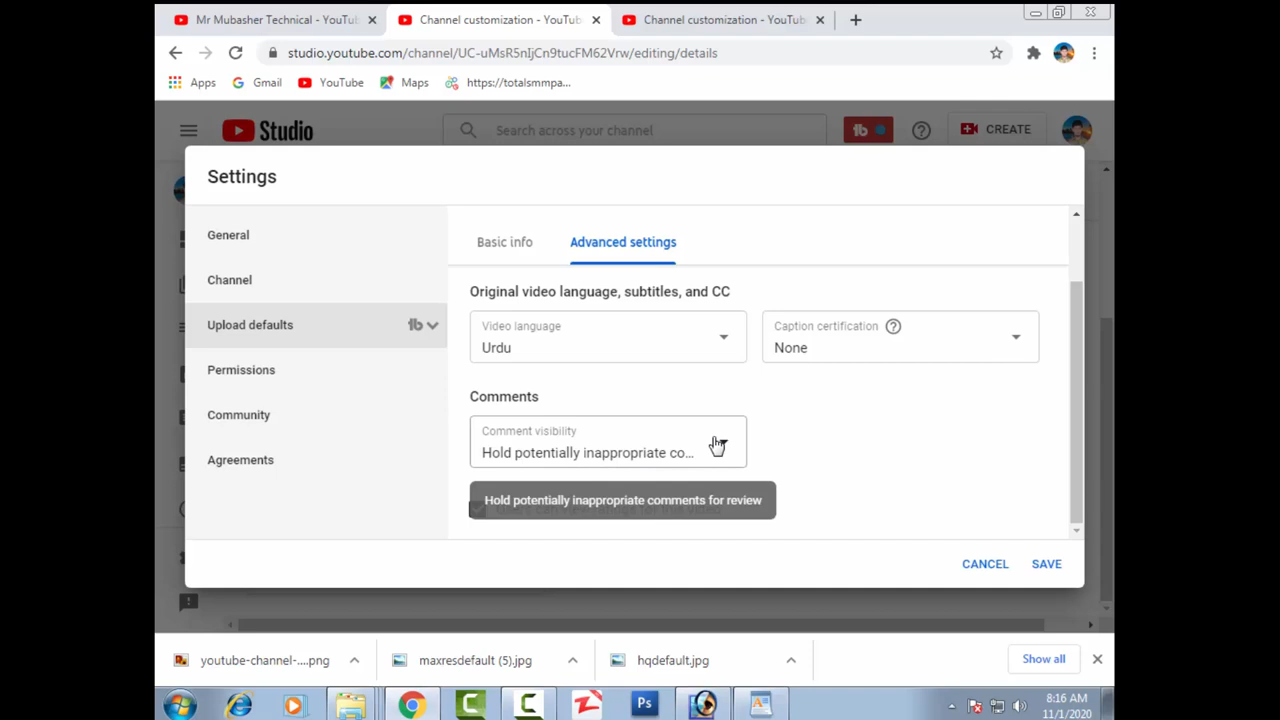 Mr Mubasher Technical - YouTu
Channel customization - YouTub
Channel customization - YouTub
studio.youtube.com/channel/UC-uMsR5nIjCn9tucFM62Vrw/editing/details
Apps
Gmail
YouTube
Maps
https://totalsmmpa...
Studio
Search across your channel
tb
CREATE
Settings
General
Channel
Upload defaults
tb
Permissions
Community
Agreements
Basic info
Advanced settings
Original video language, subtitles, and CC
Video language
Urdu
Caption certification
None
Comments
Comment visibility
Hold potentially inappropriate co...
Hold potentially inappropriate comments for review
CANCEL
SAVE
youtube-channel-....png
maxresdefault (5).jpg
hqdefault.jpg
Show all
Ps
8:16 AM
11/1/2020